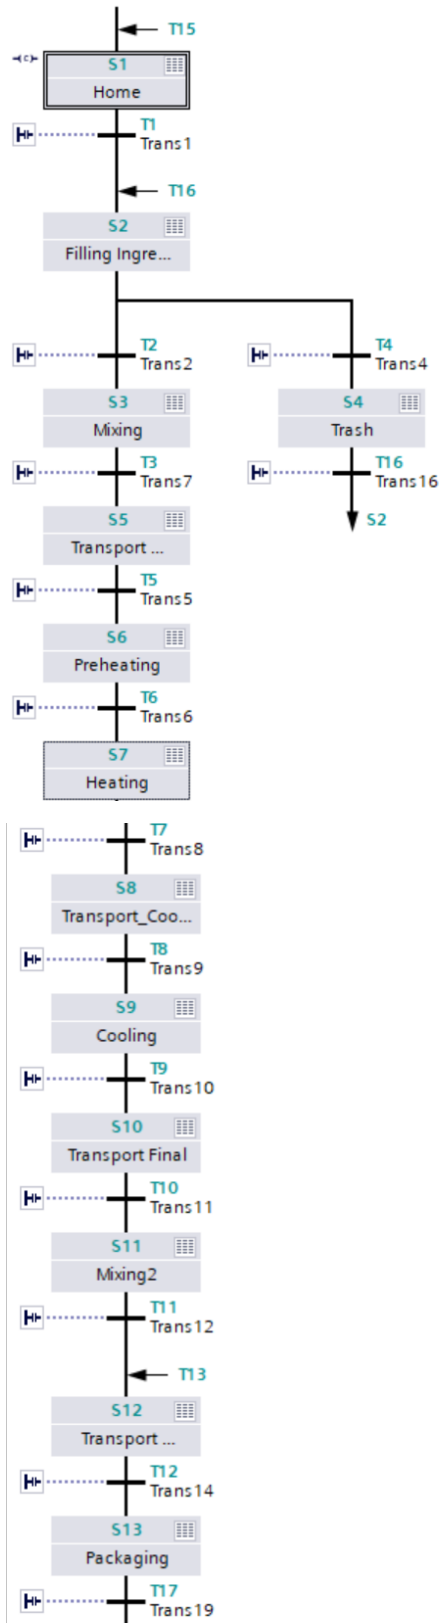 T15
S1
Home
T1
Trans1
T16
S2
Filling Ingre...
T2
Trans2
T4
Trans4
S3
Mixing
S4
Trash
T3
Trans7
T16
Trans16
S5
Transport ...
S2
T5
Trans5
S6
Preheating
T6
Trans6
S7
Heating
T7
Trans8
S8
Transport_Coo...
T8
Trans9
S9
Cooling
T9
Trans10
S10
Transport Final
T10
Trans11
S11
Mixing2
T11
Trans12
T13
S12
Transport ...
T12
Trans14
S13
Packaging
T17
Trans19